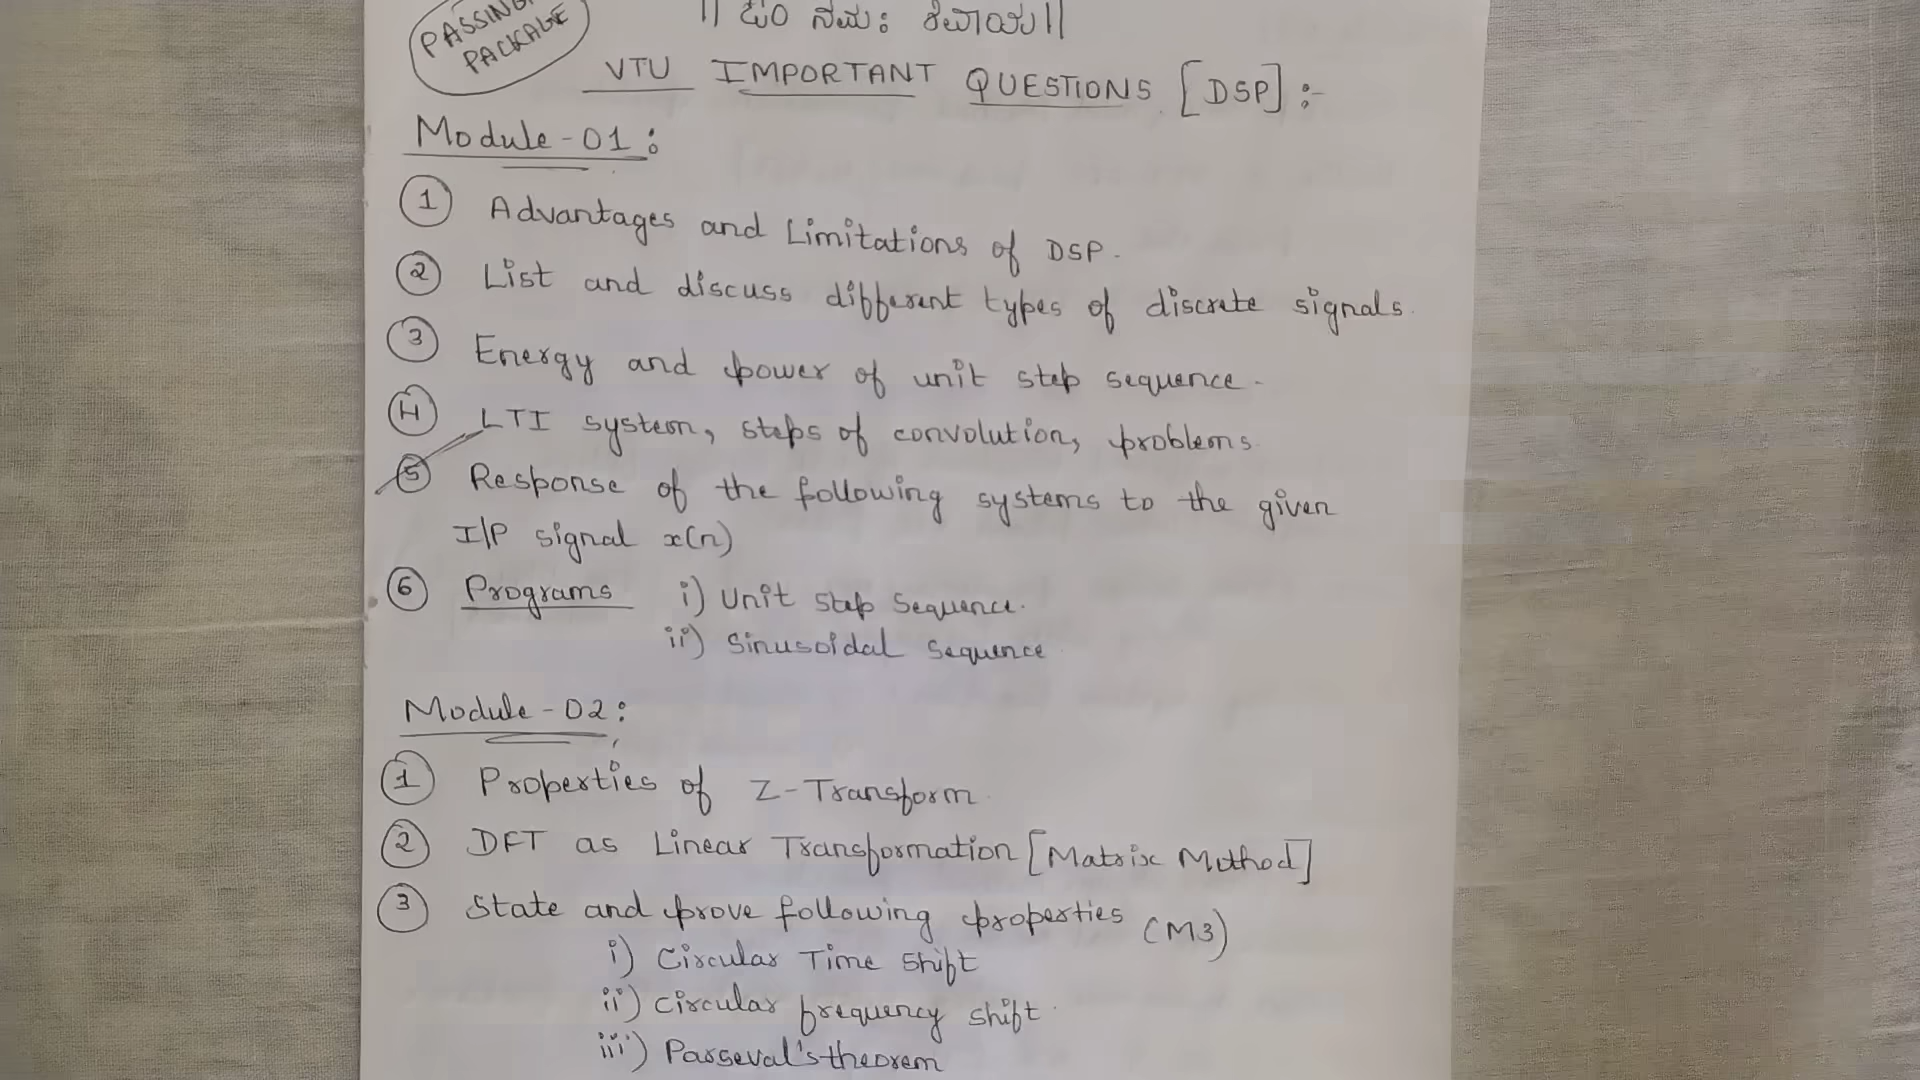 PASSING
PACKAGE
|| ಓಂ ನಮಃ ಶಿವಾಯ ||
VTU IMPORTANT QUESTIONS [DSP] :-
Module-01 :
① Advantages and Limitations of DSP.
② List and discuss different types of discrete signals.
③ Energy and power of unit step sequence.
④ LTI system, steps of convolution, problems.
⑤ Response of the following systems to the given
I/P signal x(n)
⑥ Programs i) Unit step sequence.
ii) Sinusoidal sequence
Module-02 :
① Properties of Z-Transform
② DFT as Linear Transformation [Matrix Method]
③ State and prove following properties (M3)
i) Circular Time shift
ii) Circular frequency shift.
iii) Parseval's theorem